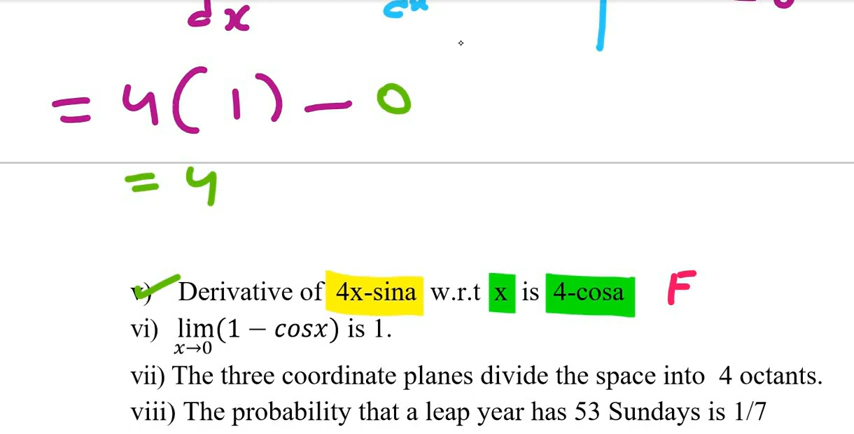 dx
= 4(1) - 0
= 4
v) Derivative of 4x-sina w.r.t x is 4-cosa F
vi) lim x→0 (1 − cosx) is 1.
vii) The three coordinate planes divide the space into 4 octants.
viii) The probability that a leap year has 53 Sundays is 1/7